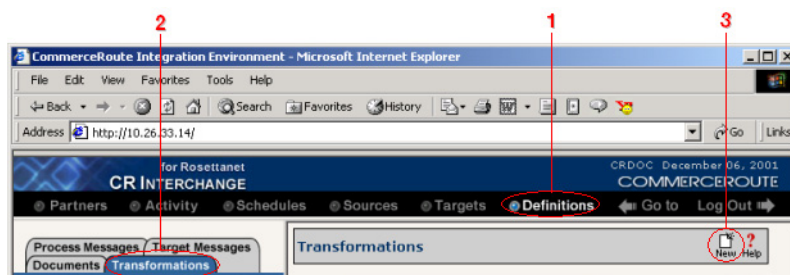 2 1 3
CommerceRoute Integration Environment - Microsoft Internet Explorer
File Edit View Favorites Tools Help
Back Search Favorites History
Address http://10.26.33.14/ Go Links
for Rosettanet CRDOC December 06, 2001
CR INTERCHANGE COMMERCEROUTE
Partners Activity Schedules Sources Targets Definitions Go to Log Out
Process Messages Target Messages
Documents Transformations
Transformations New Help